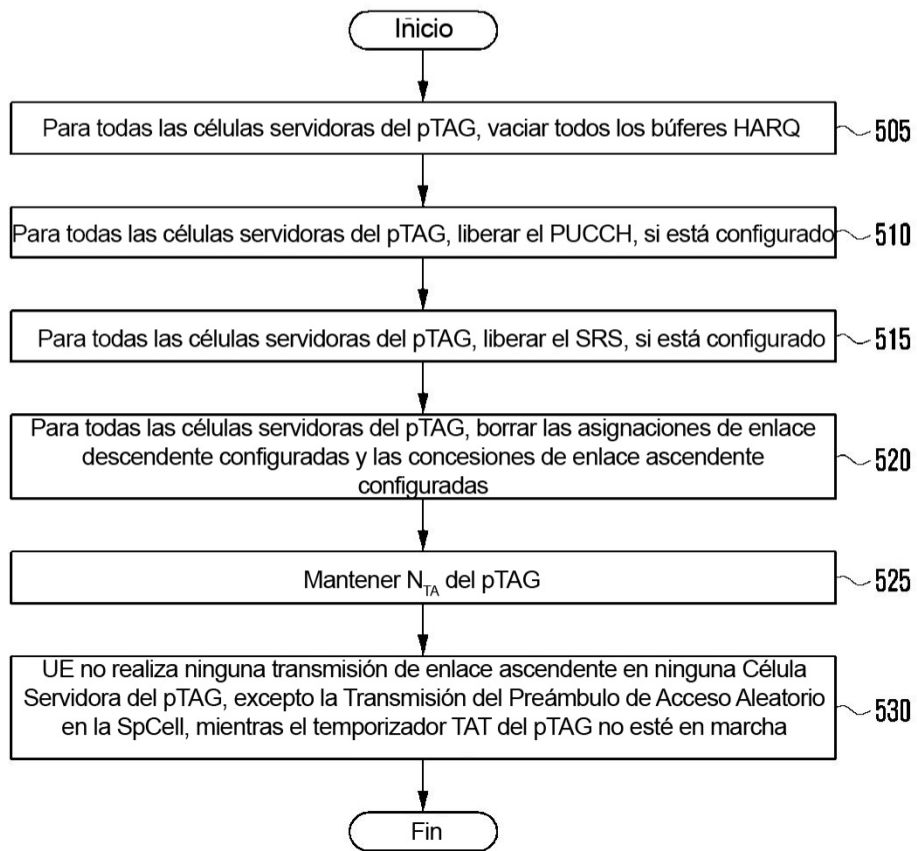 Inicio
Para todas las células servidoras del pTAG, vaciar todos los búferes HARQ 505
Para todas las células servidoras del pTAG, liberar el PUCCH, si está configurado 510
Para todas las células servidoras del pTAG, liberar el SRS, si está configurado 515
Para todas las células servidoras del pTAG, borrar las asignaciones de enlace
descendente configuradas y las concesiones de enlace ascendente
configuradas
520
Mantener N_TA del pTAG 525
UE no realiza ninguna transmisión de enlace ascendente en ninguna Célula
Servidora del pTAG, excepto la Transmisión del Preámbulo de Acceso Aleatorio
en la SpCell, mientras el temporizador TAT del pTAG no esté en marcha
530
Fin